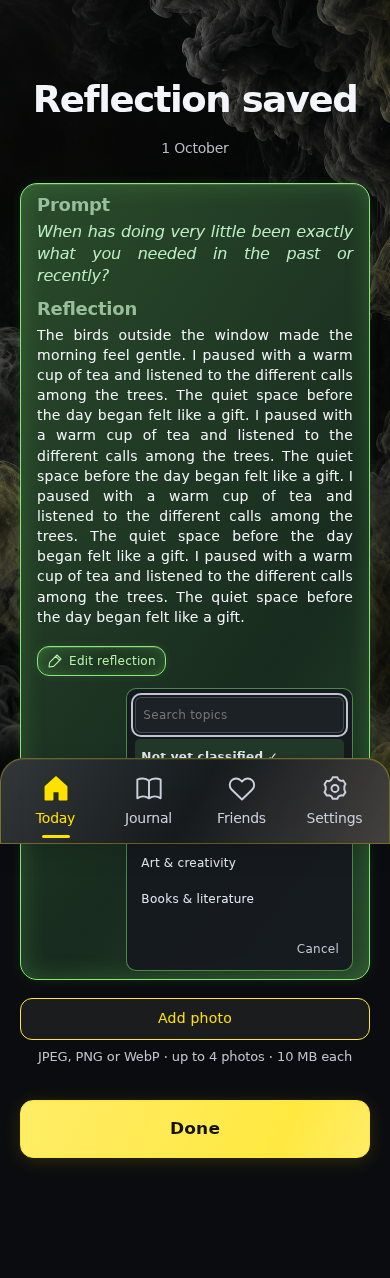 Reflection saved
1 October
Prompt
When has doing very little been exactly
what you needed in the past or
recently?
Reflection
The birds outside the window made the
morning feel gentle. I paused with a warm
cup of tea and listened to the different calls
among the trees. The quiet space before
the day began felt like a gift. I paused with
a warm cup of tea and listened to the
different calls among the trees. The quiet
space before the day began felt like a gift. I
paused with a warm cup of tea and
listened to the different calls among the
trees. The quiet space before the day
began felt like a gift. I paused with a warm
cup of tea and listened to the different calls
among the trees. The quiet space before
the day began felt like a gift.
Edit reflection
Search topics
Not yet classified ✓
Today
Journal
Friends
Settings
Art & creativity
Books & literature
Cancel
Add photo
JPEG, PNG or WebP · up to 4 photos · 10 MB each
Done